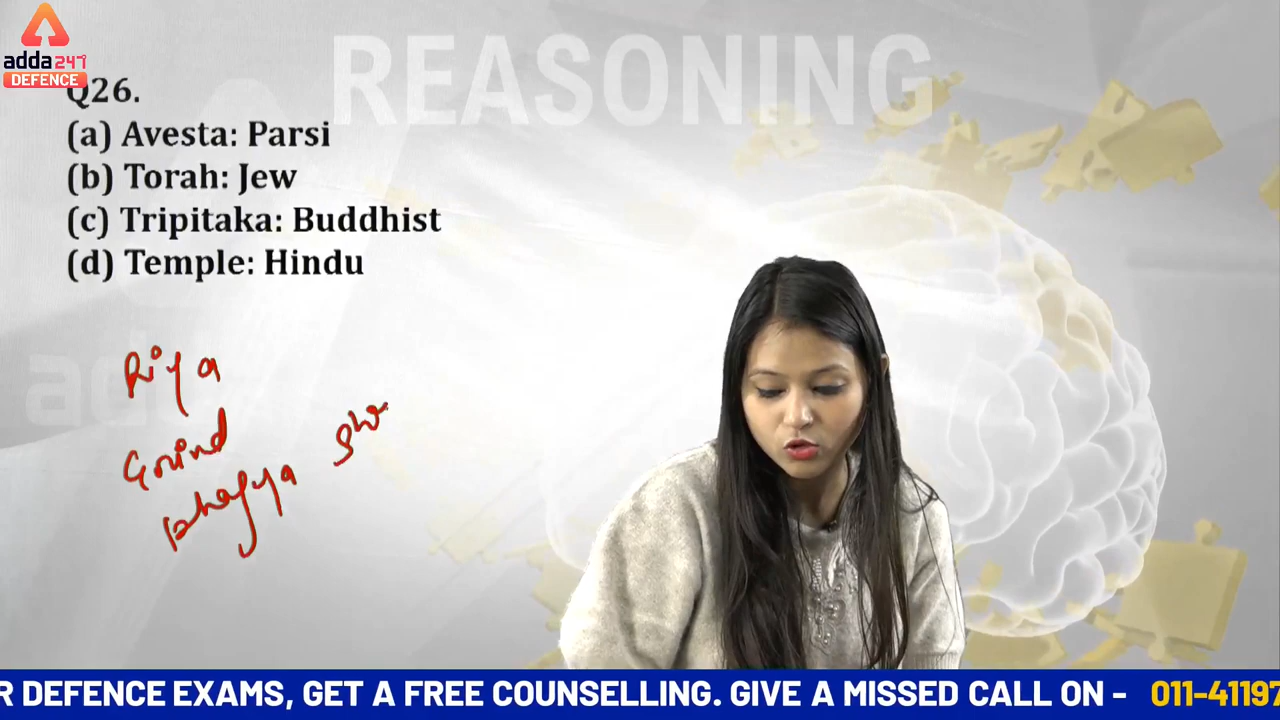 REASONING
adda247
DEFENCE
Q26.
(a) Avesta: Parsi
(b) Torah: Jew
(c) Tripitaka: Buddhist
(d) Temple: Hindu
Riya
Govind
Bhagya
R DEFENCE EXAMS, GET A FREE COUNSELLING. GIVE A MISSED CALL ON - 011-41197